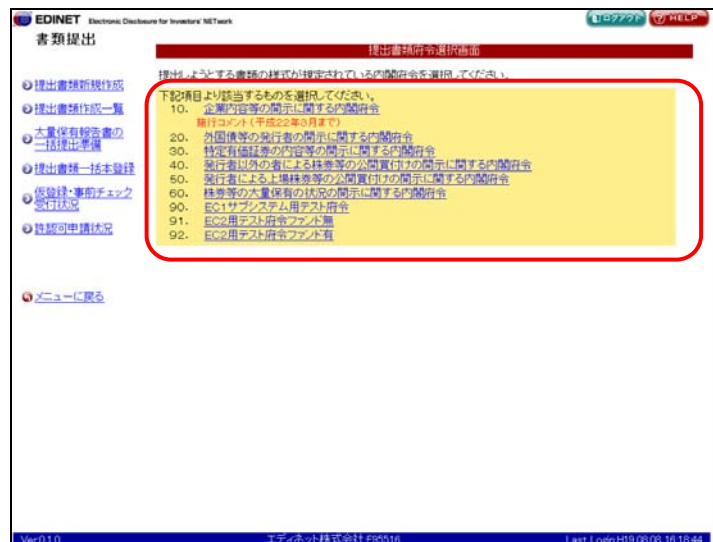 EDINET Electronic Disclosure for Investors' NETwork
ログアウト
HELP
書類提出
提出書類府令選択画面
提出書類新規作成
提出書類作成一覧
大量保有報告書の
一括提出準備
提出書類一括本登録
仮登録・事前チェック
受付状況
許認可申請状況
メニューに戻る
提出しようとする書類の様式が規定されている内閣府令を選択してください。
下記項目より該当するものを選択してください。
10. 企業内容等の開示に関する内閣府令
施行コメント(平成22年3月まで)
20. 外国債等の発行者の開示に関する内閣府令
30. 特定有価証券の内容等の開示に関する内閣府令
40. 発行者以外の者による株券等の公開買付けの開示に関する内閣府令
50. 発行者による上場株券等の公開買付けの開示に関する内閣府令
60. 株券等の大量保有の状況の開示に関する内閣府令
90. EC1サブシステム用テスト府令
91. EC2用テスト府令ファンド無
92. EC2用テスト府令ファンド有
Ver.0.1.0
エディネット株式会社:E95516
Last Login:H19.08.08 16:18:44